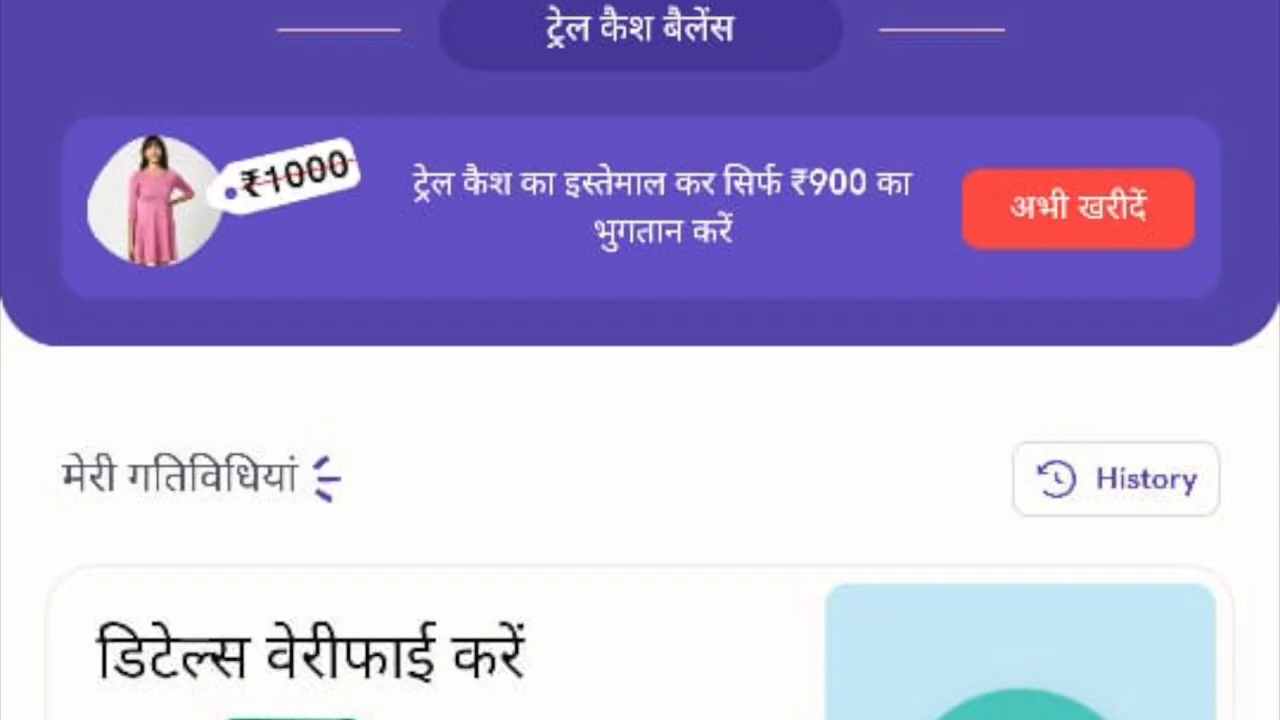 ट्रेल कैश बैलेंस
₹1000
ट्रेल कैश का इस्तेमाल कर सिर्फ ₹900 का
भुगतान करें
अभी खरीदें
मेरी गतिविधियां
History
डिटेल्स वेरीफाई करें